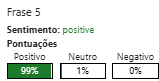 Frase 5
Sentimento: positive
Pontuações
Positivo Neutro Negativo
99% 1% 0%